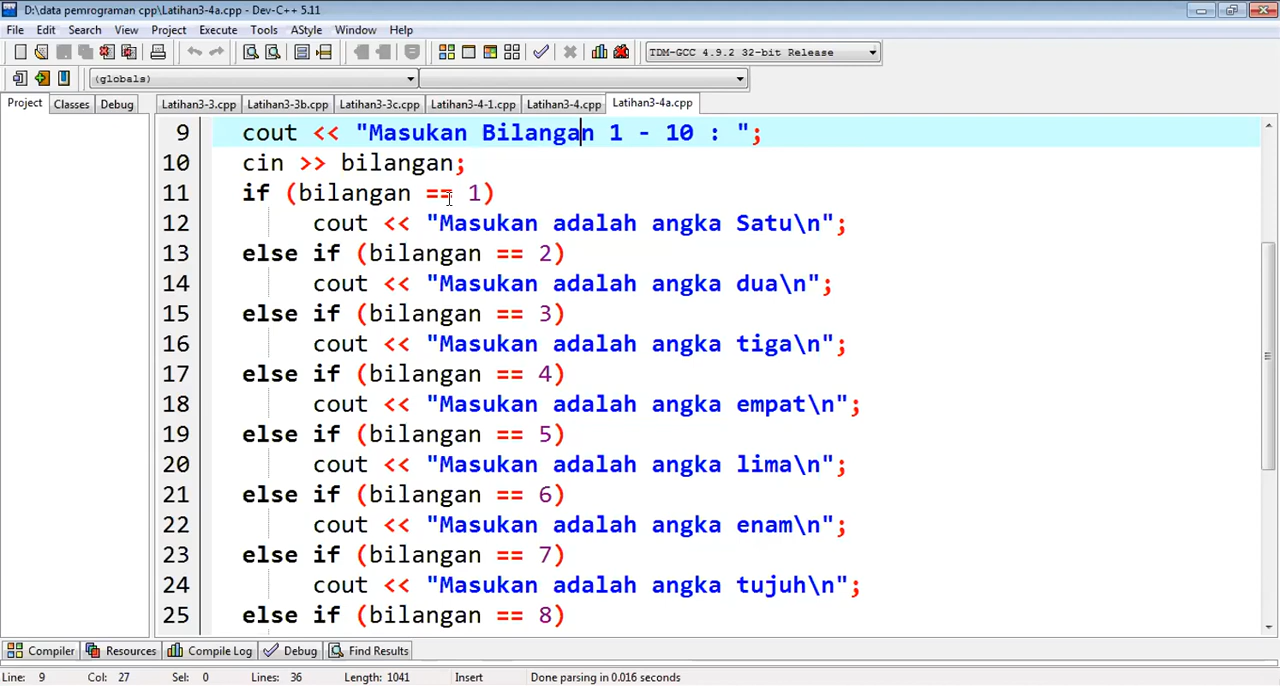 D:\data pemrograman cpp\Latihan3-4a.cpp - Dev-C++ 5.11
File Edit Search View Project Execute Tools AStyle Window Help
TDM-GCC 4.9.2 32-bit Release
(globals)
Project Classes Debug Latihan3-3.cpp Latihan3-3b.cpp Latihan3-3c.cpp Latihan3-4-1.cpp Latihan3-4.cpp Latihan3-4a.cpp
9 cout << "Masukan Bilangan 1 - 10 : ";
10 cin >> bilangan;
11 if (bilangan == 1)
12 cout << "Masukan adalah angka Satu\n";
13 else if (bilangan == 2)
14 cout << "Masukan adalah angka dua\n";
15 else if (bilangan == 3)
16 cout << "Masukan adalah angka tiga\n";
17 else if (bilangan == 4)
18 cout << "Masukan adalah angka empat\n";
19 else if (bilangan == 5)
20 cout << "Masukan adalah angka lima\n";
21 else if (bilangan == 6)
22 cout << "Masukan adalah angka enam\n";
23 else if (bilangan == 7)
24 cout << "Masukan adalah angka tujuh\n";
25 else if (bilangan == 8)
Compiler Resources Compile Log Debug Find Results
Line: 9 Col: 27 Sel: 0 Lines: 36 Length: 1041 Insert Done parsing in 0.016 seconds